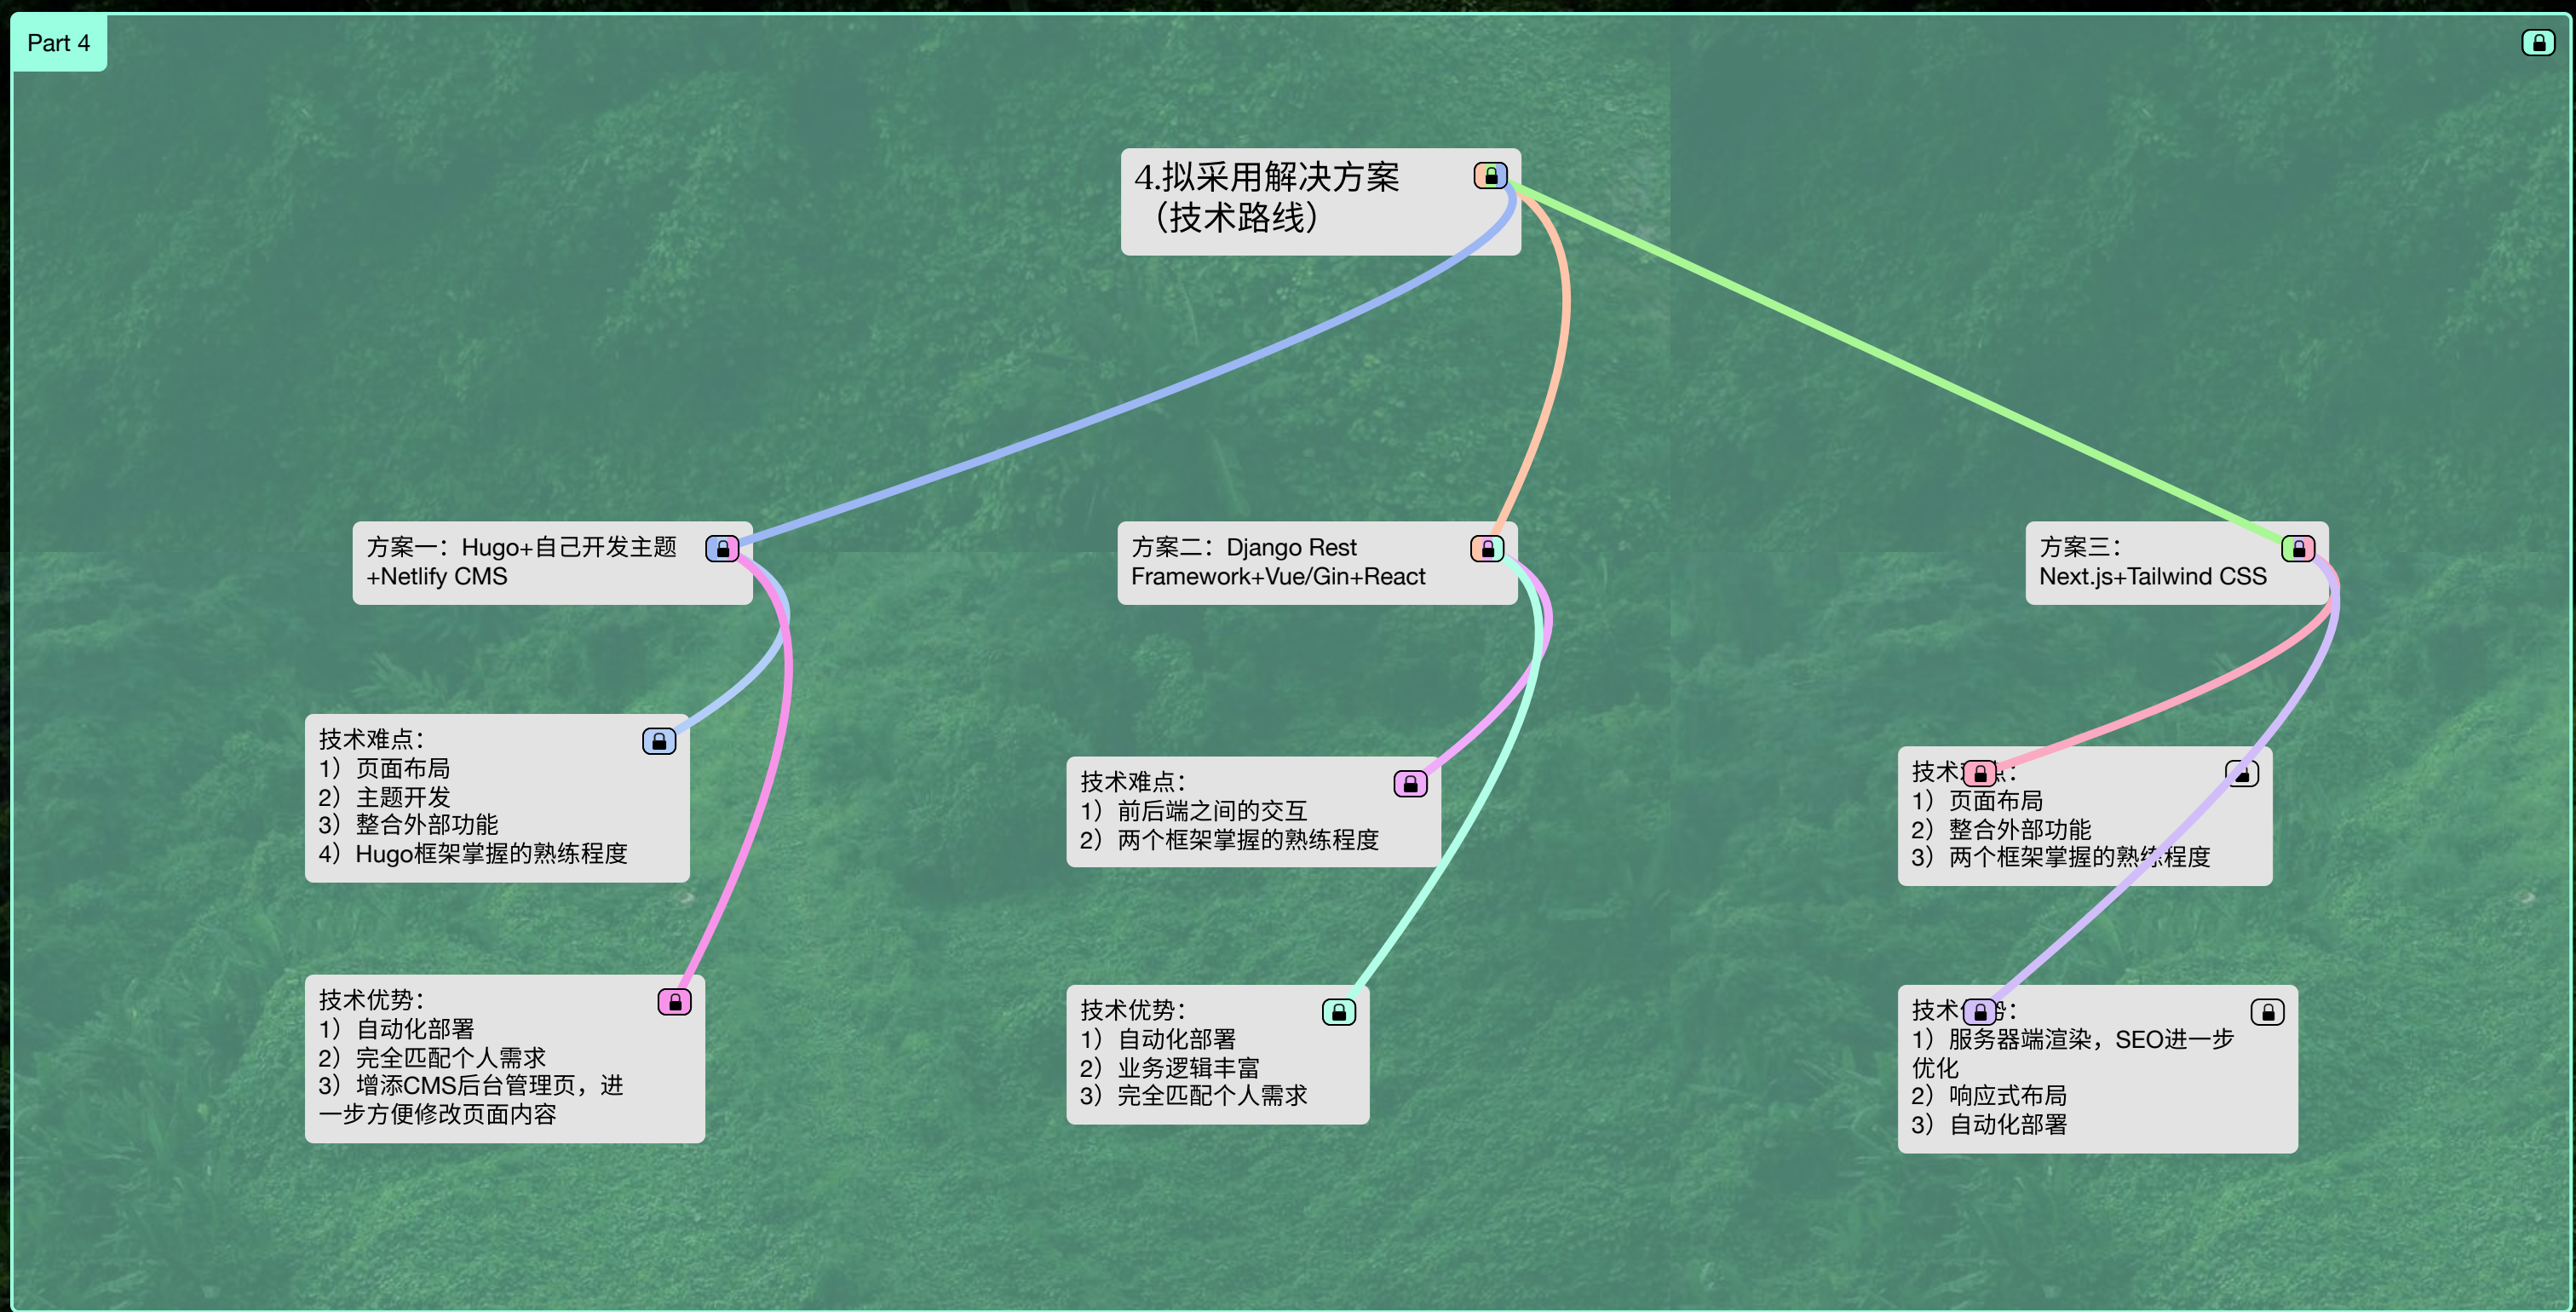 Part 4
4.拟采用解决方案
（技术路线）
方案一：Hugo+自己开发主题
+Netlify CMS
方案二：Django Rest
Framework+Vue/Gin+React
方案三：
Next.js+Tailwind CSS
技术难点：
1）页面布局
2）主题开发
3）整合外部功能
4）Hugo框架掌握的熟练程度
技术难点：
1）前后端之间的交互
2）两个框架掌握的熟练程度
技术难点：
1）页面布局
2）整合外部功能
3）两个框架掌握的熟练程度
技术优势：
1）自动化部署
2）完全匹配个人需求
3）增添CMS后台管理页，进
一步方便修改页面内容
技术优势：
1）自动化部署
2）业务逻辑丰富
3）完全匹配个人需求
技术优势：
1）服务器端渲染，SEO进一步
优化
2）响应式布局
3）自动化部署